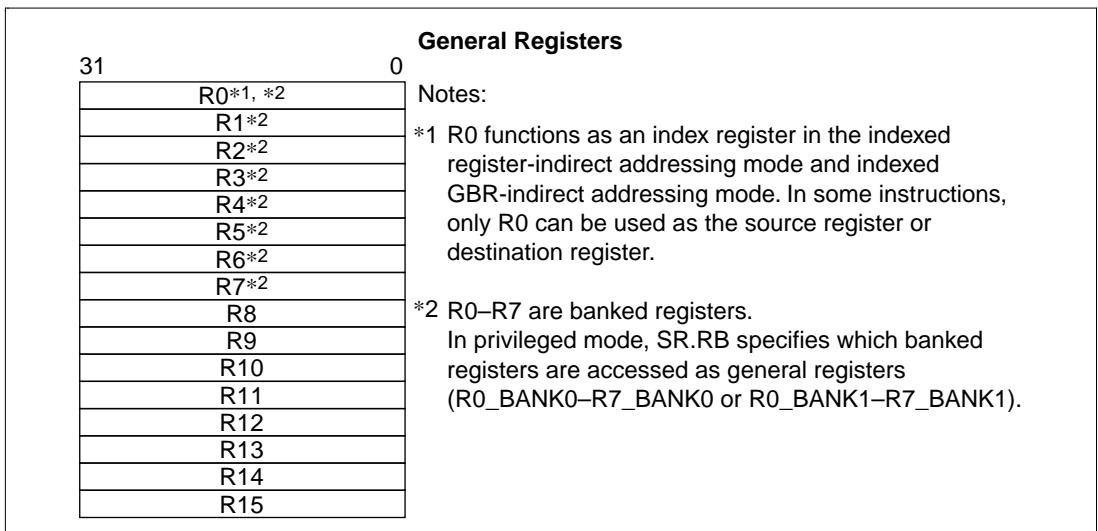 General Registers
31 0
R0*1, *2
R1*2
R2*2
R3*2
R4*2
R5*2
R6*2
R7*2
R8
R9
R10
R11
R12
R13
R14
R15
Notes:
*1 R0 functions as an index register in the indexed
register-indirect addressing mode and indexed
GBR-indirect addressing mode. In some instructions,
only R0 can be used as the source register or
destination register.
*2 R0–R7 are banked registers.
In privileged mode, SR.RB specifies which banked
registers are accessed as general registers
(R0_BANK0–R7_BANK0 or R0_BANK1–R7_BANK1).